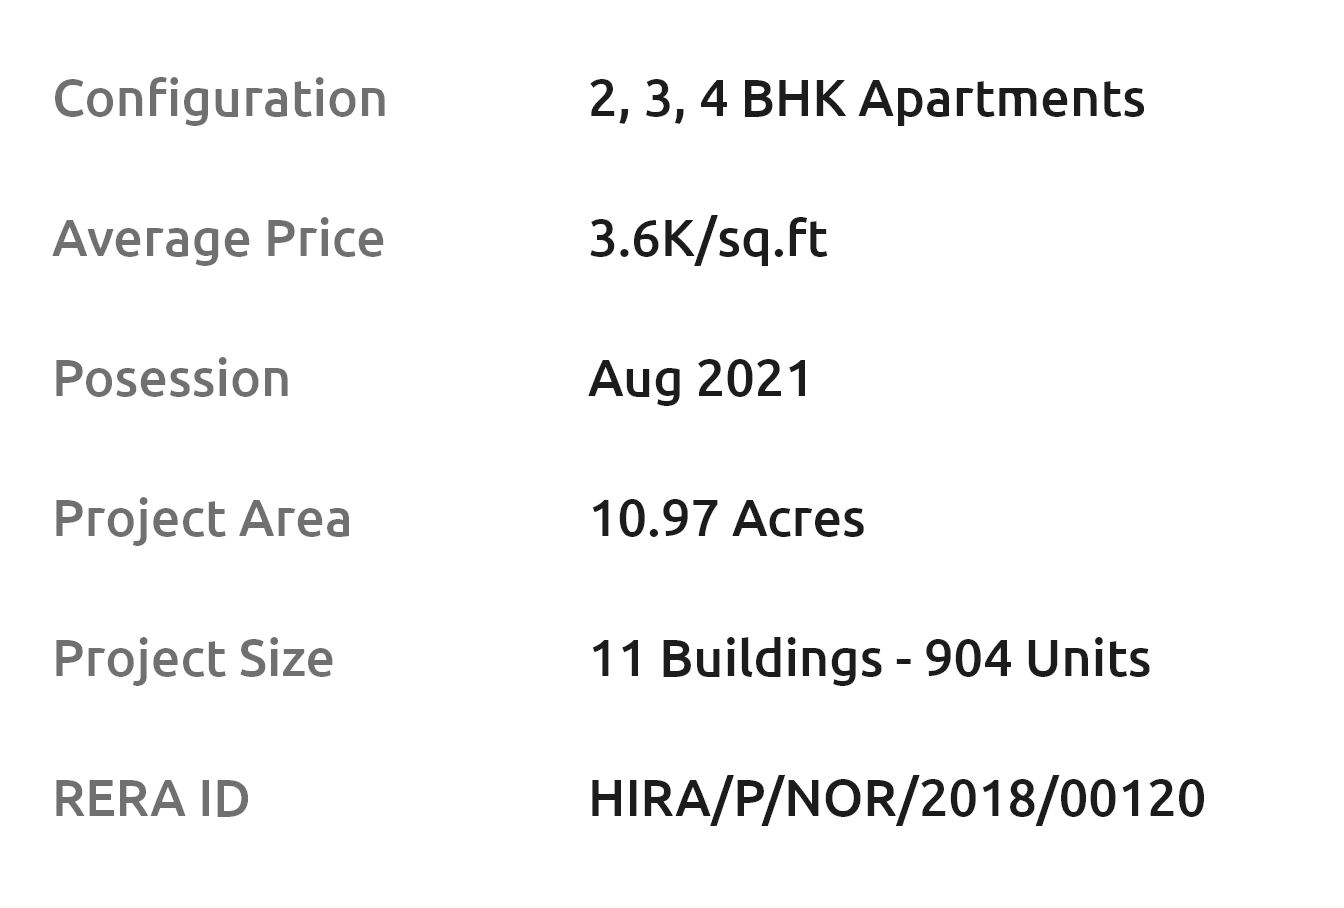 Configuration 2, 3, 4 BHK Apartments
Average Price 3.6K/sq.ft
Posession Aug 2021
Project Area 10.97 Acres
Project Size 11 Buildings - 904 Units
RERA ID HIRA/P/NOR/2018/00120